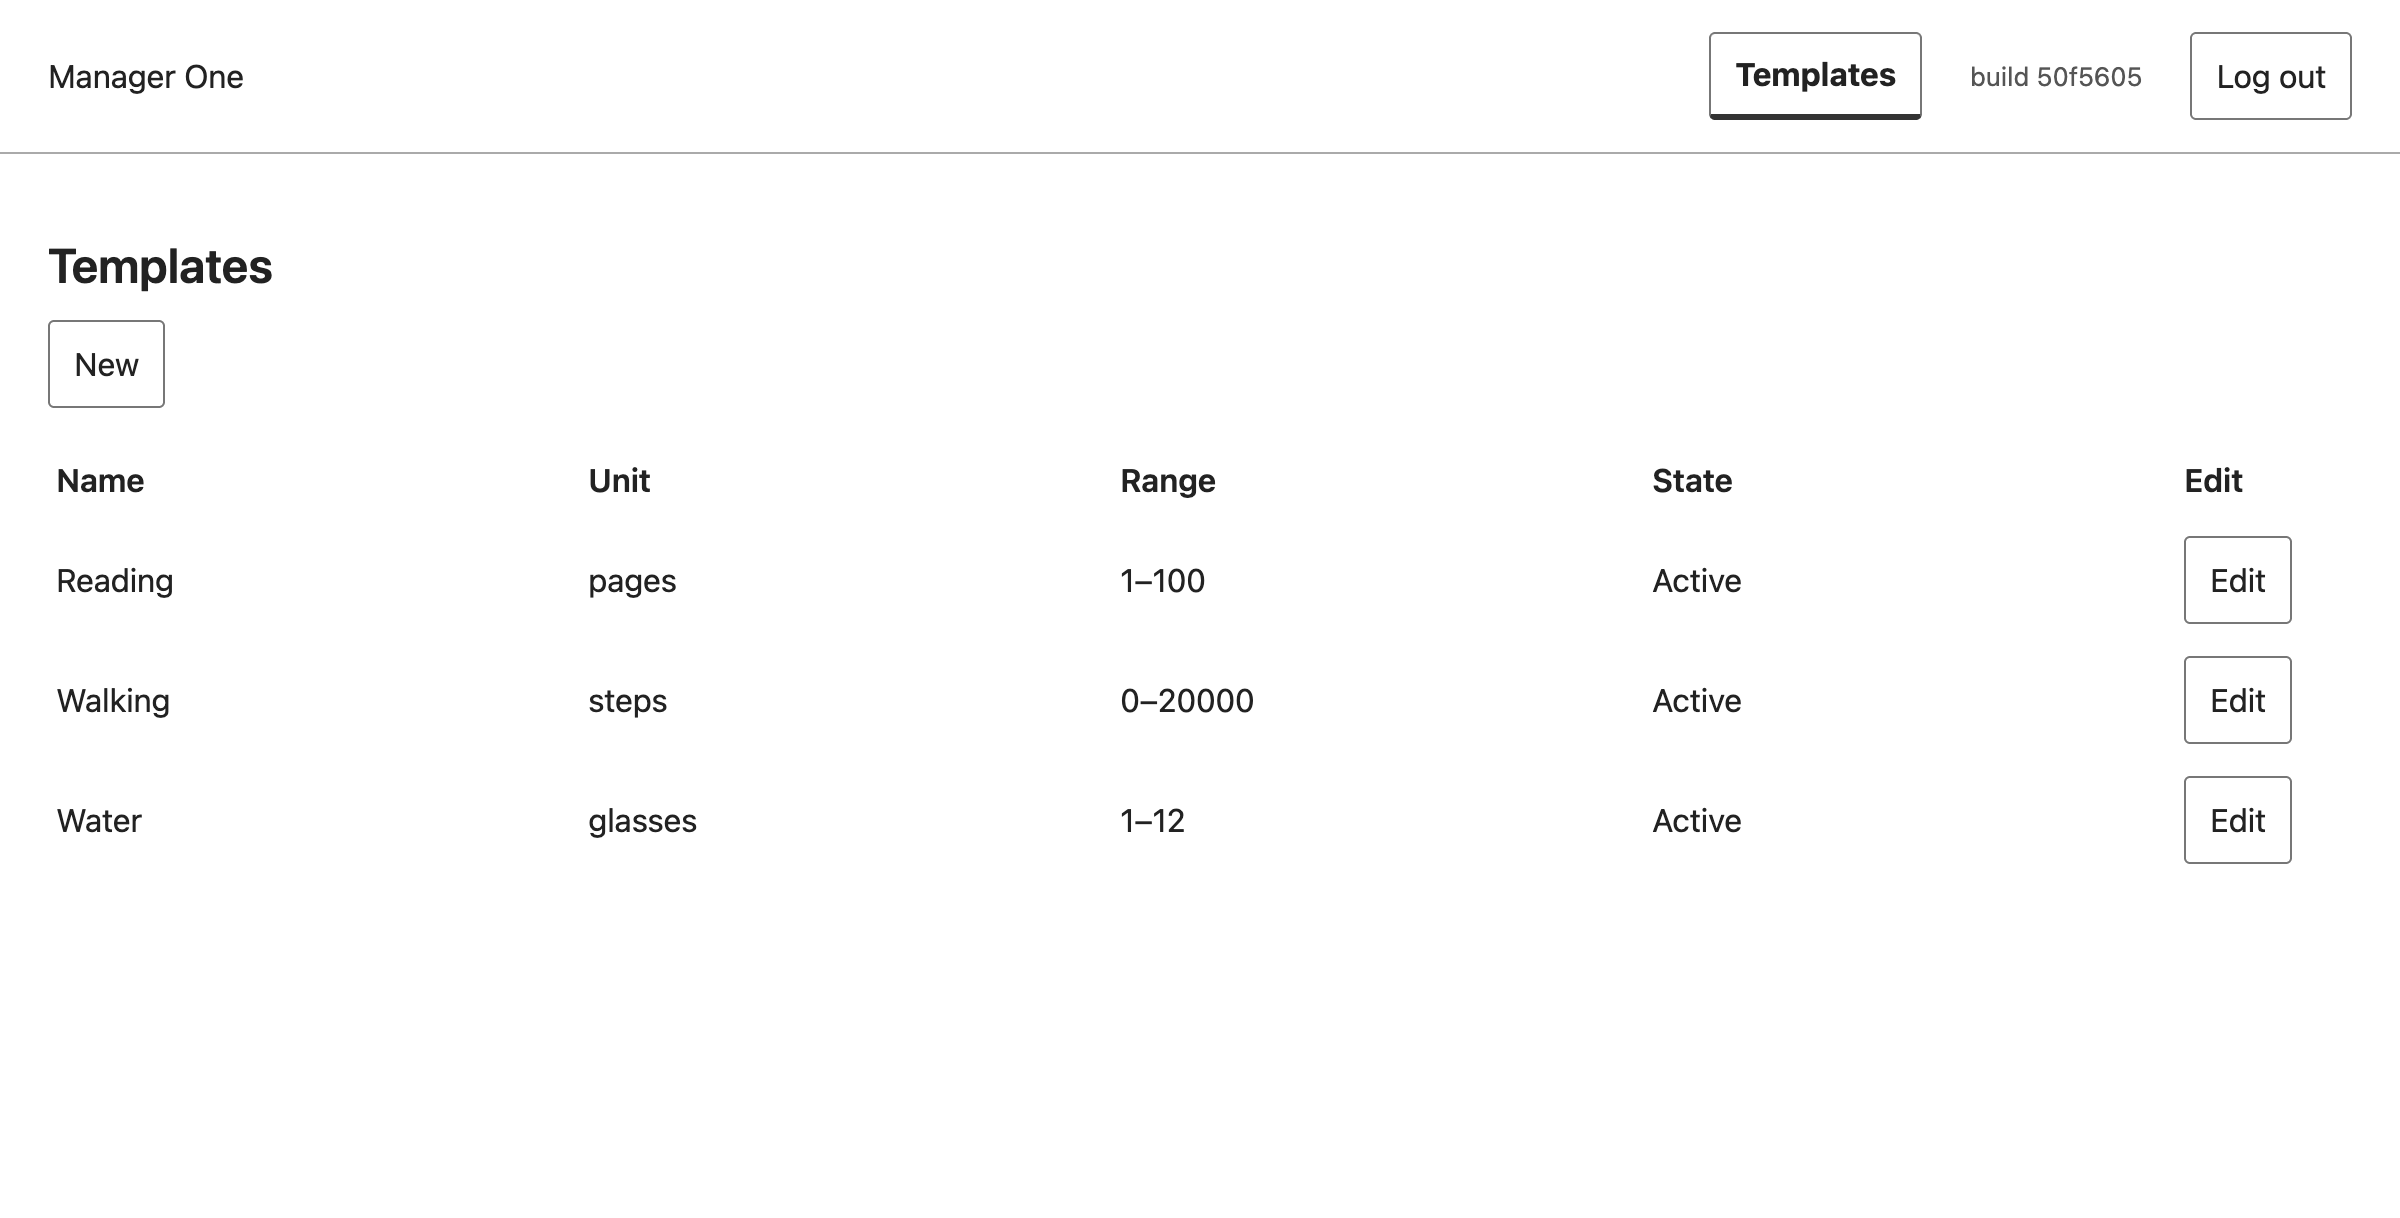 Manager One Templates build 50f5605 Log out
Templates
New
Name Unit Range State Edit
Reading pages 1–100 Active Edit
Walking steps 0–20000 Active Edit
Water glasses 1–12 Active Edit